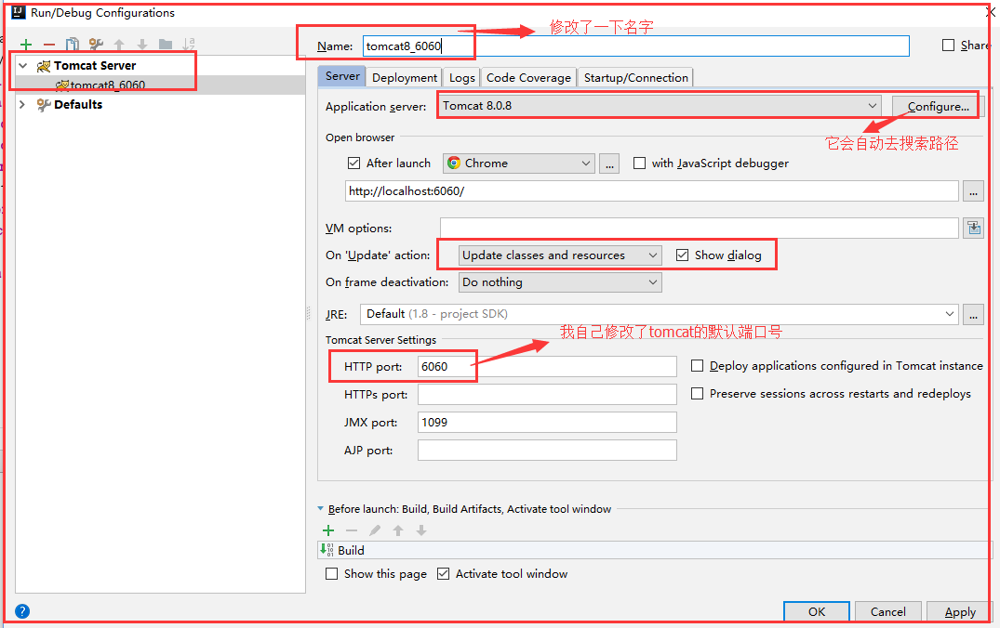 Run/Debug Configurations
Name: tomcat8_6060
修改了一下名字
Share
Tomcat Server
tomcat8_6060
Defaults
Server Deployment Logs Code Coverage Startup/Connection
Application server: Tomcat 8.0.8 Configure...
它会自动去搜索路径
Open browser
After launch Chrome ... with JavaScript debugger
http://localhost:6060/ ...
VM options:
On 'Update' action: Update classes and resources Show dialog
On frame deactivation: Do nothing
JRE: Default (1.8 - project SDK) ...
我自己修改了tomcat的默认端口号
Tomcat Server Settings
HTTP port: 6060 Deploy applications configured in Tomcat instance
HTTPs port: Preserve sessions across restarts and redeploys
JMX port: 1099
AJP port:
Before launch: Build, Build Artifacts, Activate tool window
Build
Show this page Activate tool window
OK Cancel Apply